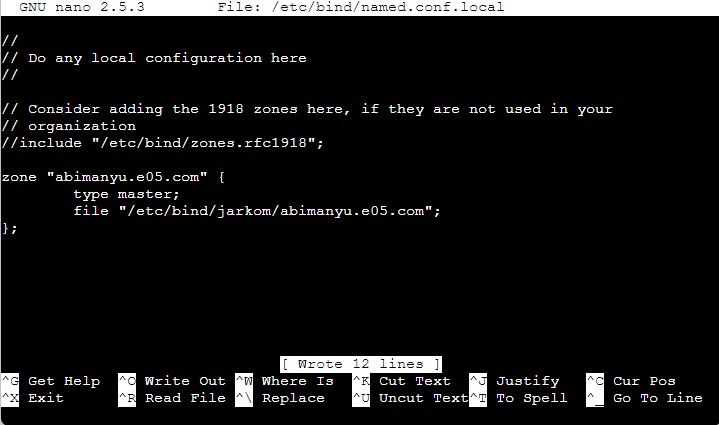 GNU nano 2.5.3 File: /etc/bind/named.conf.local
//
// Do any local configuration here
//
// Consider adding the 1918 zones here, if they are not used in your
// organization
//include "/etc/bind/zones.rfc1918";
zone "abimanyu.e05.com" {
type master;
file "/etc/bind/jarkom/abimanyu.e05.com";
};
[ Wrote 12 lines ]
^G Get Help ^O Write Out ^W Where Is ^K Cut Text ^J Justify ^C Cur Pos
^X Exit ^R Read File ^\ Replace ^U Uncut Text ^T To Spell ^_ Go To Line